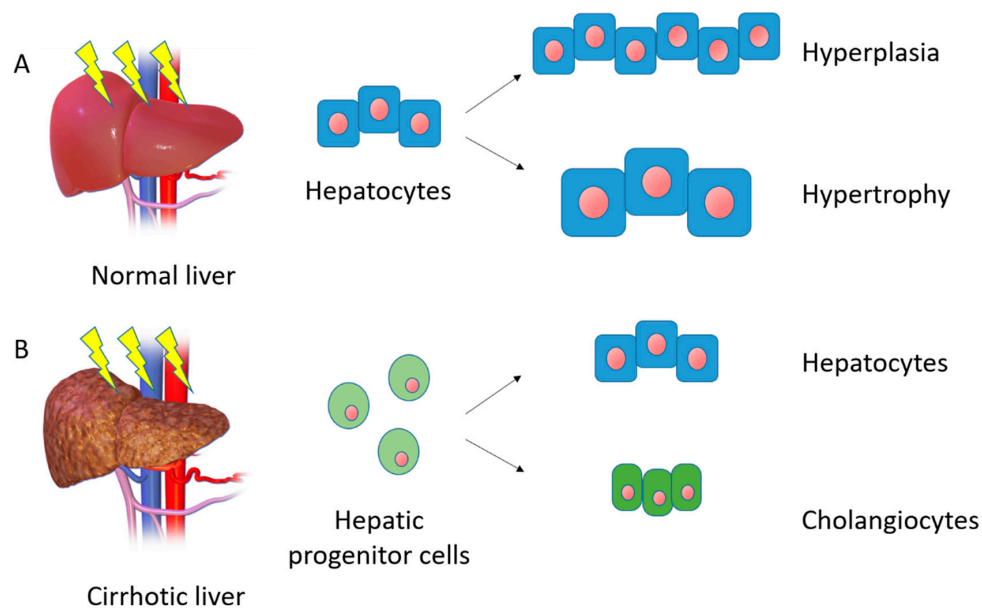 A
Hyperplasia
Hepatocytes
Hypertrophy
Normal liver
B
Hepatocytes
Hepatic
progenitor cells
Cholangiocytes
Cirrhotic liver